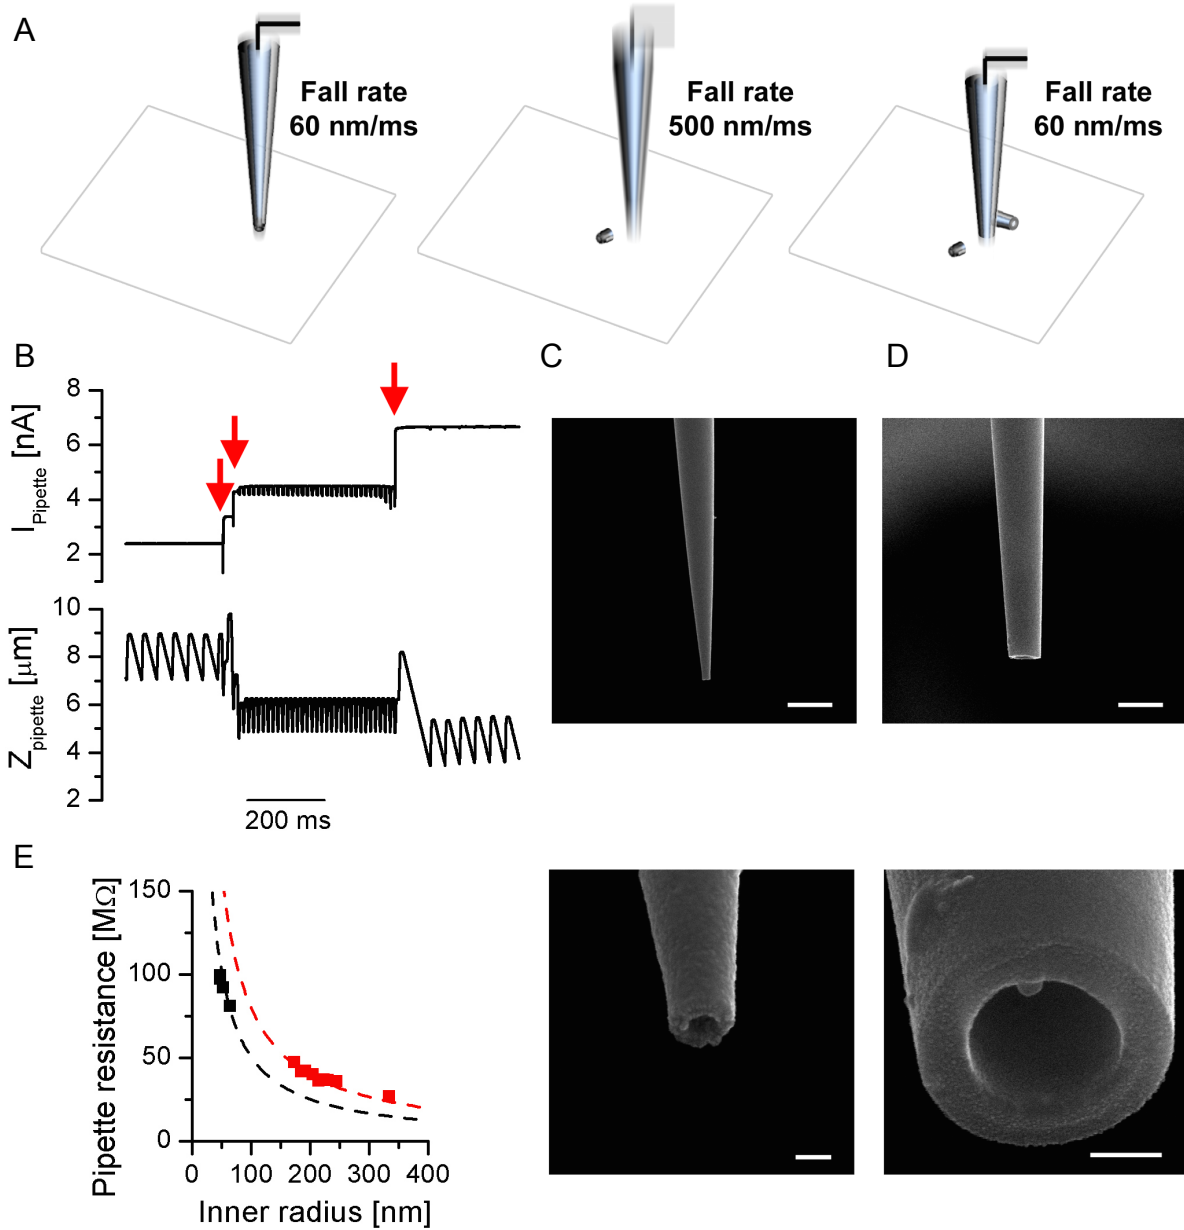 A
Fall rate
60 nm/ms
Fall rate
500 nm/ms
Fall rate
60 nm/ms
B
C
D
I Pipette [nA]
8
6
4
2
Z pipette [μm]
10
8
6
4
2
200 ms
E
Pipette resistance [MΩ]
150
100
50
0
0 100 200 300 400
Inner radius [nm]